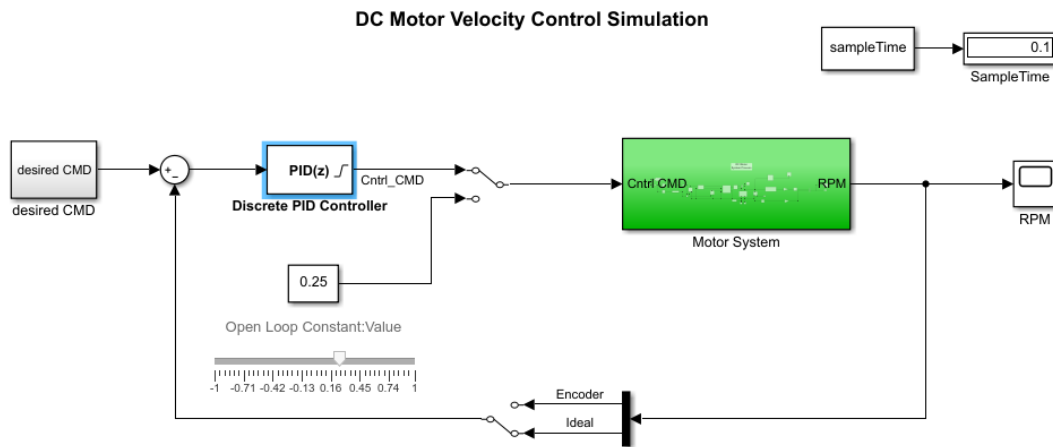 DC Motor Velocity Control Simulation
sampleTime
0.1
SampleTime
desired CMD
desired CMD
+
-
PID(z)
Cntrl_CMD
Discrete PID Controller
Cntrl CMD
RPM
Motor System
RPM
0.25
Open Loop Constant:Value
-1 -0.71 -0.42 -0.13 0.16 0.45 0.74 1
Encoder
Ideal